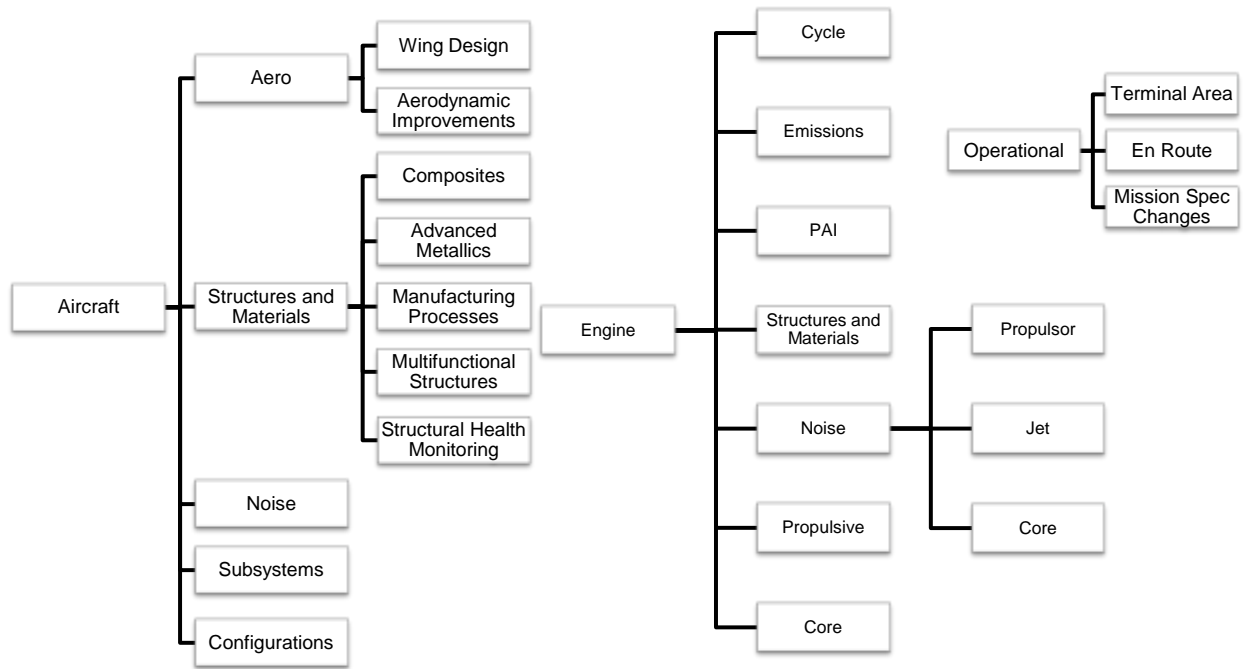 Aircraft
Aero
Wing Design
Aerodynamic
Improvements
Structures and
Materials
Composites
Advanced
Metallics
Manufacturing
Processes
Multifunctional
Structures
Structural Health
Monitoring
Noise
Subsystems
Configurations
Engine
Cycle
Emissions
PAI
Structures and
Materials
Noise
Propulsor
Jet
Core
Propulsive
Core
Operational
Terminal Area
En Route
Mission Spec
Changes